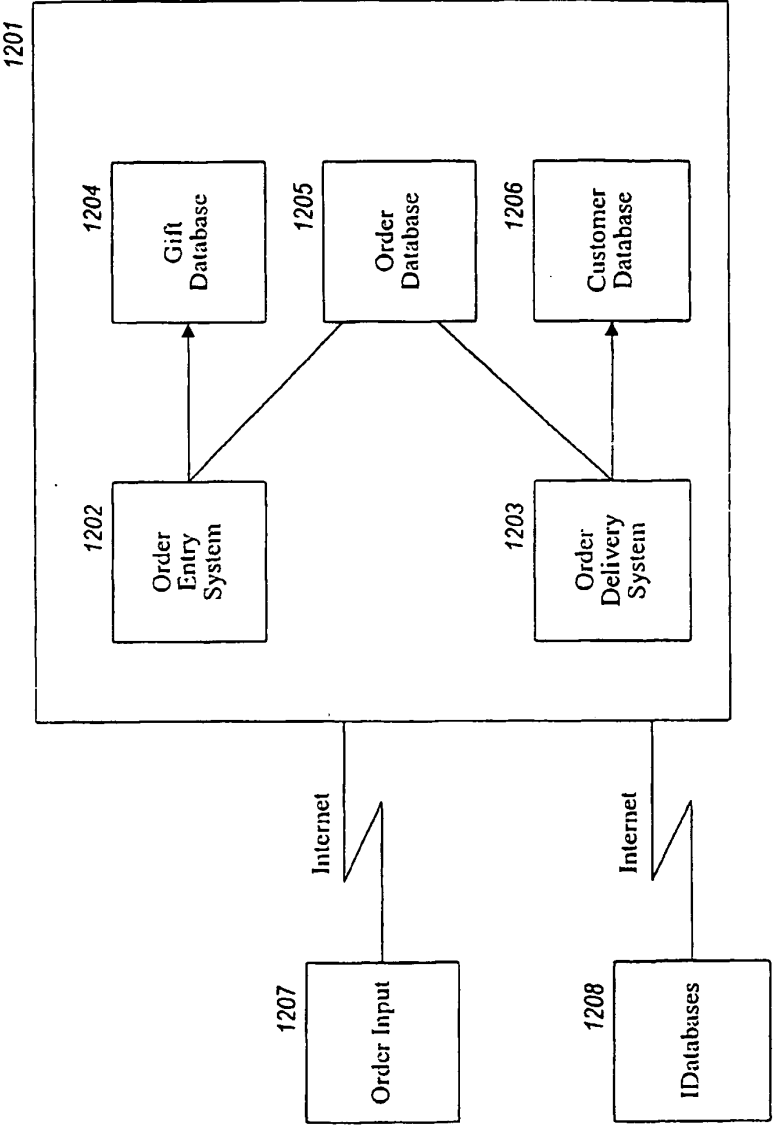 1201
1202
Order
Entry
System
1204
Gift
Database
1207
Order Input
Internet
1205
Order
Database
1203
Order
Delivery
System
1206
Customer
Database
1208
IDatabases
Internet